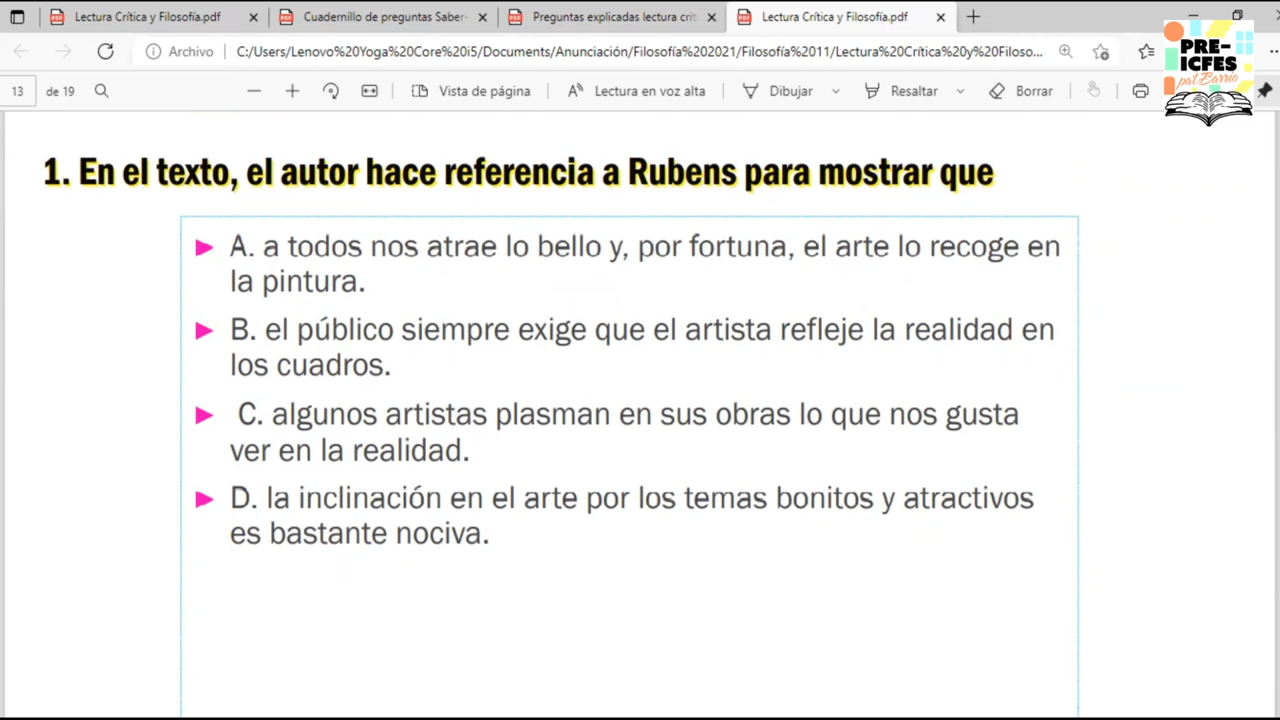 Lectura Crítica y Filosofía.pdf
Cuadernillo de preguntas Saber-
Preguntas explicadas lectura crit
Lectura Crítica y Filosofía.pdf
Archivo
C:/Users/Lenovo%20Yoga%20Core%20i5/Documents/Anunciación/Filosofía%202021/Filosofía%2011/Lectura%20Crítica%20y%20Filoso...
PRE-
ICFES
pa'l Barrio
13 de 19
Vista de página
Lectura en voz alta
Dibujar
Resaltar
Borrar
1. En el texto, el autor hace referencia a Rubens para mostrar que
A. a todos nos atrae lo bello y, por fortuna, el arte lo recoge en
la pintura.
B. el público siempre exige que el artista refleje la realidad en
los cuadros.
C. algunos artistas plasman en sus obras lo que nos gusta
ver en la realidad.
D. la inclinación en el arte por los temas bonitos y atractivos
es bastante nociva.